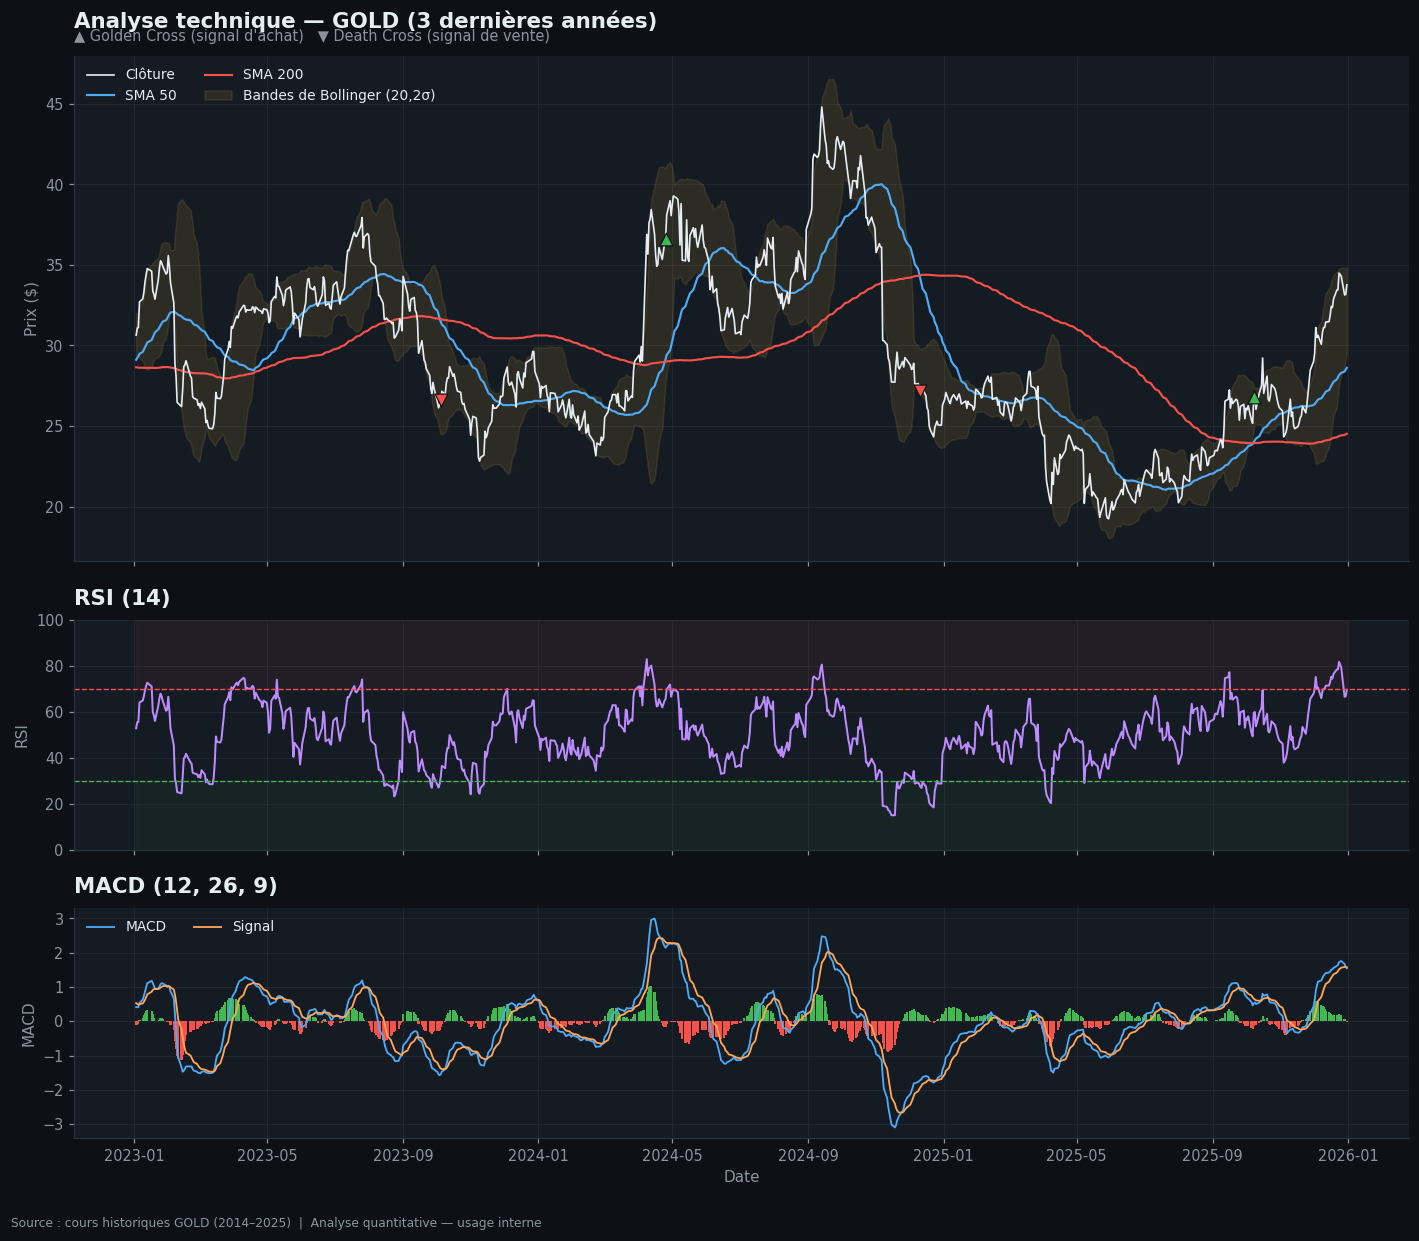 Analyse technique — GOLD (3 dernières années)
▲ Golden Cross (signal d'achat)   ▼ Death Cross (signal de vente)
Clôture
SMA 50
SMA 200
Bandes de Bollinger (20,2σ)
Prix ($)
45
40
35
30
25
20
RSI (14)
RSI
100
80
60
40
20
0
MACD (12, 26, 9)
MACD
Signal
MACD
3
2
1
0
−1
−2
−3
2023-01
2023-05
2023-09
2024-01
2024-05
2024-09
2025-01
2025-05
2025-09
2026-01
Date
Source : cours historiques GOLD (2014–2025)  |  Analyse quantitative — usage interne